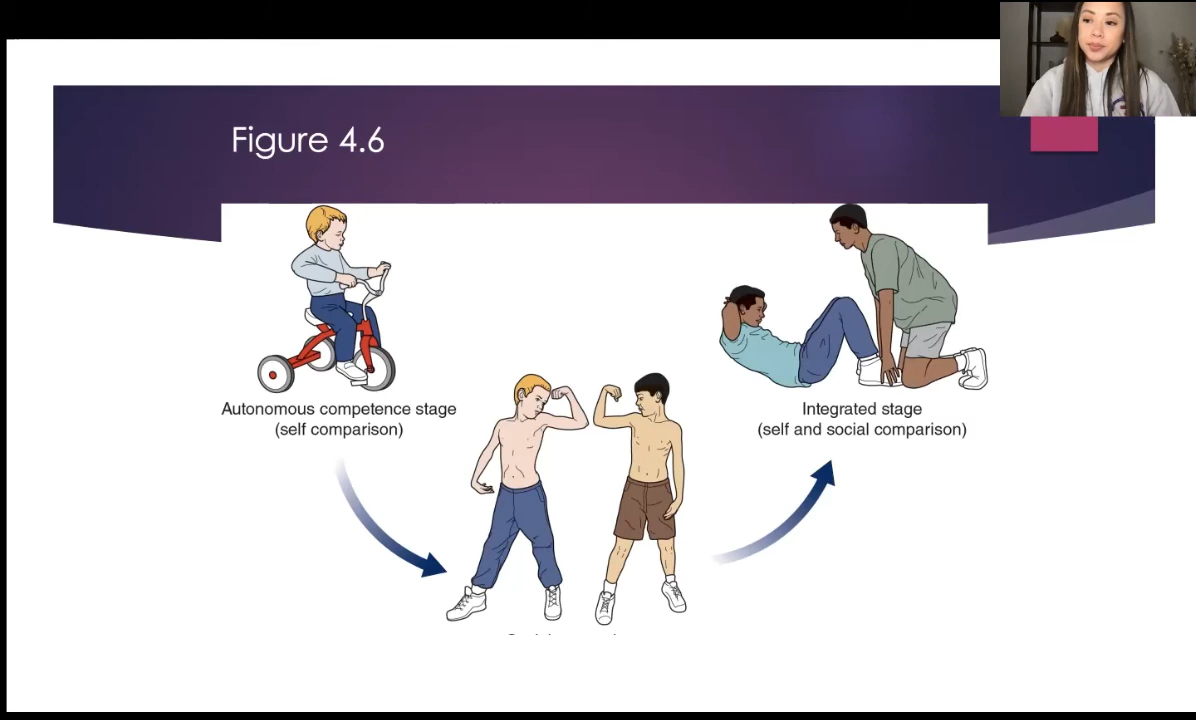 Figure 4.6
Autonomous competence stage
(self comparison)
Integrated stage
(self and social comparison)